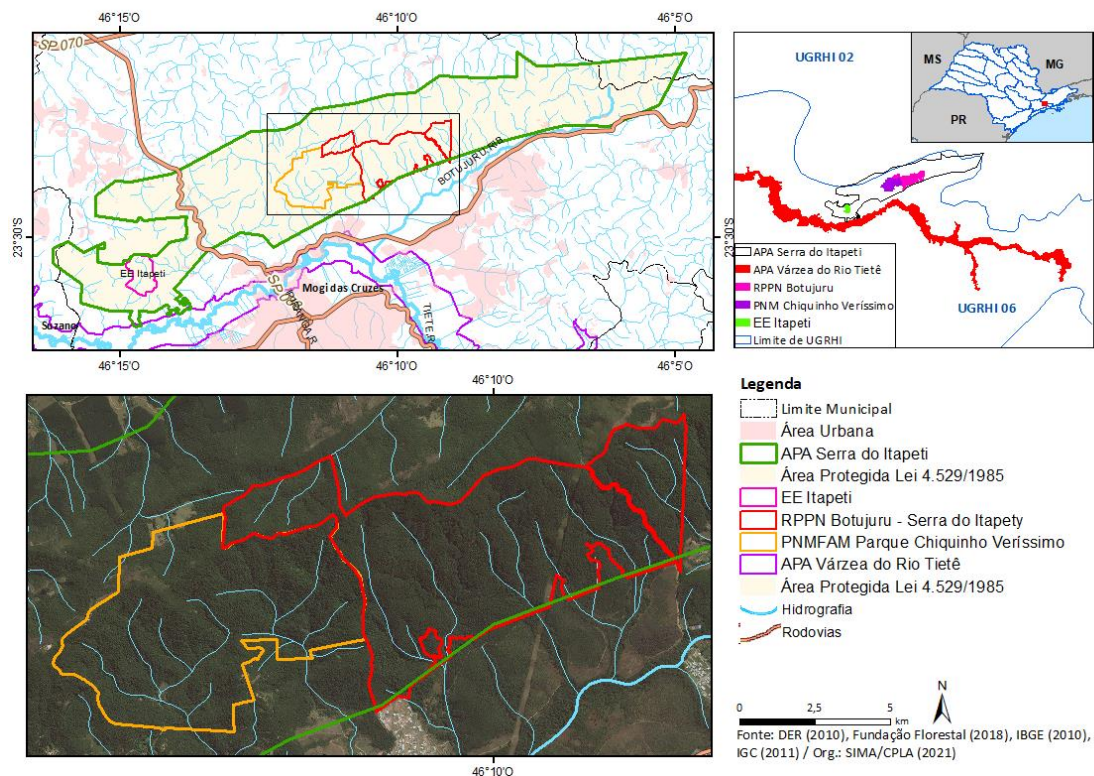 46°15'O
46°10'O
46°5'O
SP 070
BOTUJURU, RIB.
23°30'S
EE Itapeti
Mogi das Cruzes
Suzano
TIETE R.
46°15'O
46°10'O
46°5'O
UGRHI 02
MS
MG
PR
23°30'S
APA Serra do Itapeti
APA Várzea do Rio Tietê
RPPN Botujuru
PNM Chiquinho Veríssimo
EE Itapeti
Limite de UGRHI
UGRHI 06
46°10'O
46°10'O
Legenda
Limite Municipal
Área Urbana
APA Serra do Itapeti
Área Protegida Lei 4.529/1985
EE Itapeti
RPPN Botujuru - Serra do Itapety
PNMFAM Parque Chiquinho Veríssimo
APA Várzea do Rio Tietê
Área Protegida Lei 4.529/1985
Hidrografia
Rodovias
N
0 2,5 5
km
Fonte: DER (2010), Fundação Florestal (2018), IBGE (2010),
IGC (2011) / Org.: SIMA/CPLA (2021)